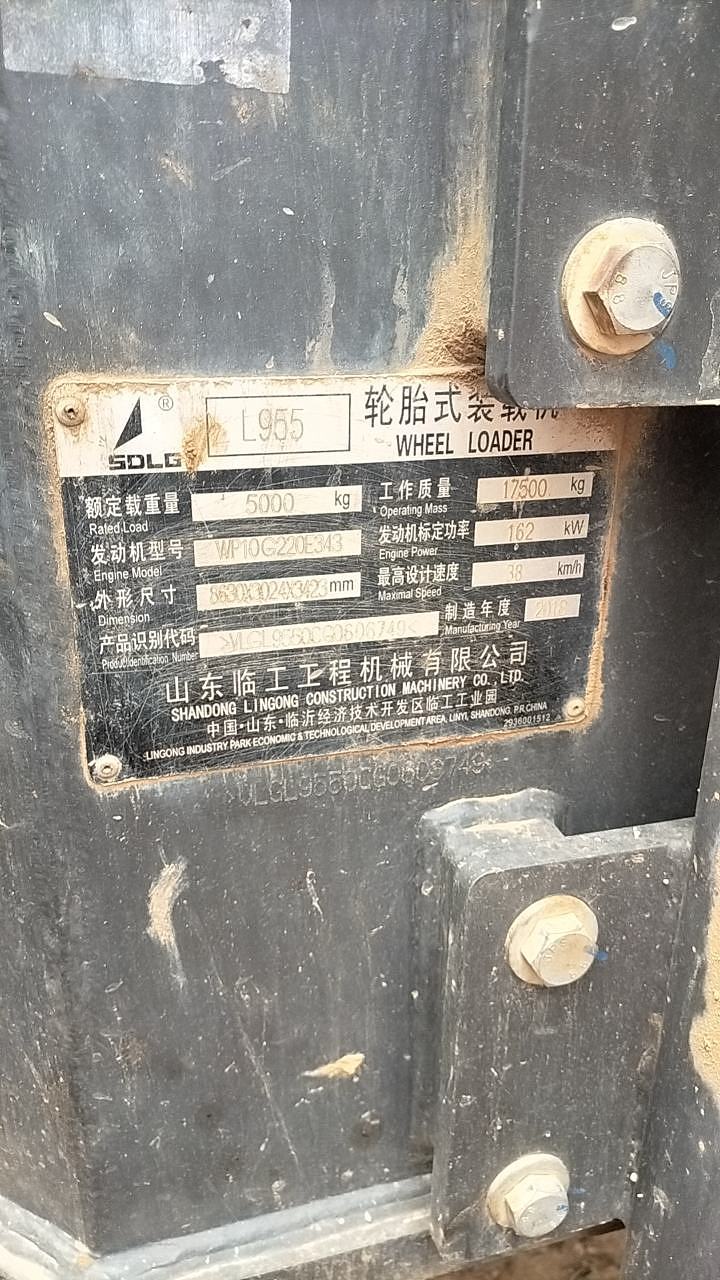 SDLG ® L955 轮胎式装载机
WHEEL LOADER
额定载重量 5000 kg 工作质量 17500 kg
Rated Load Operating Mass
发动机型号 WP10G220E343 发动机标定功率 162 kW
Engine Model Engine Power
外形尺寸 8630X3024X3423 mm 最高设计速度 38 km/h
Dimension Maximal Speed
产品识别代码 制造年度 2018
Product Identification Number Manufacturing Year
山东临工工程机械有限公司
SHANDONG LINGONG CONSTRUCTION MACHINERY CO., LTD.
中国·山东·临沂经济技术开发区临工工业园
LINGONG INDUSTRY PARK ECONOMIC & TECHNOLOGICAL DEVELOPMENT AREA, LINYI, SHANDONG, P.R.CHINA
2936001512